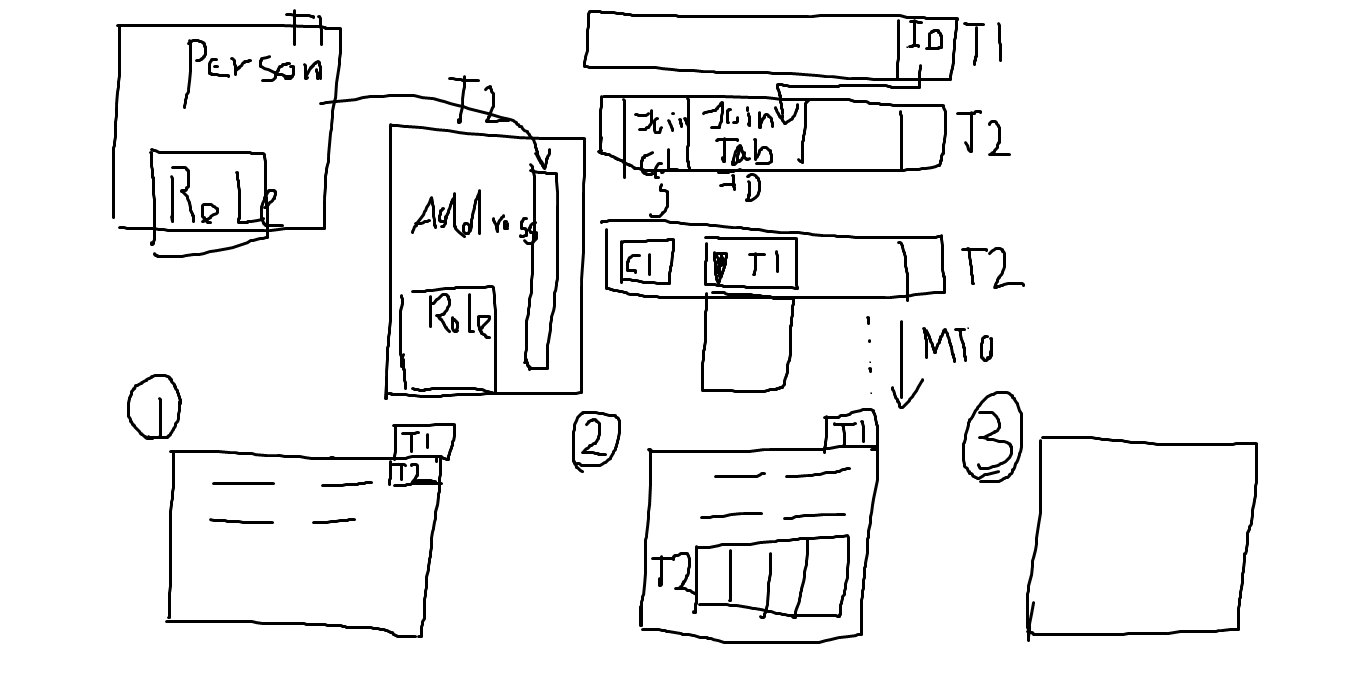 T1
Person
Role
T2
Address
Role
ID T1
Join Join T2
Col Tab
ID
C1 T1 T2
MTO
1
T1
T2
2
T1
T2
3